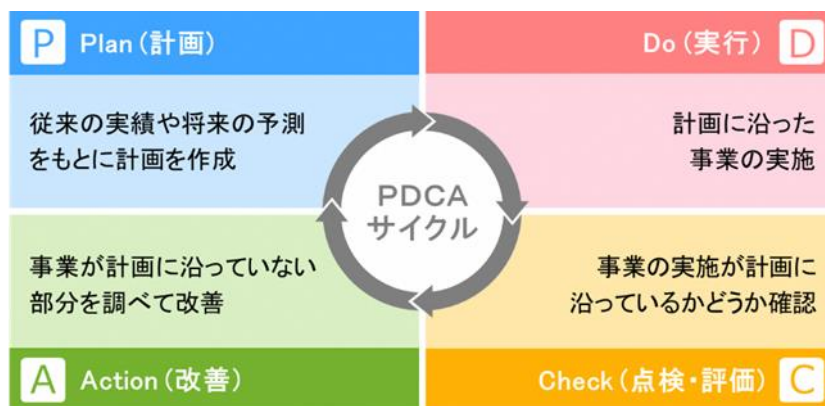 P Plan(計画)
Do(実行) D
従来の実績や将来の予測
をもとに計画を作成
計画に沿った
事業の実施
PDCA
サイクル
事業が計画に沿っていない
部分を調べて改善
事業の実施が計画に
沿っているかどうか確認
A Action(改善)
Check(点検・評価) C